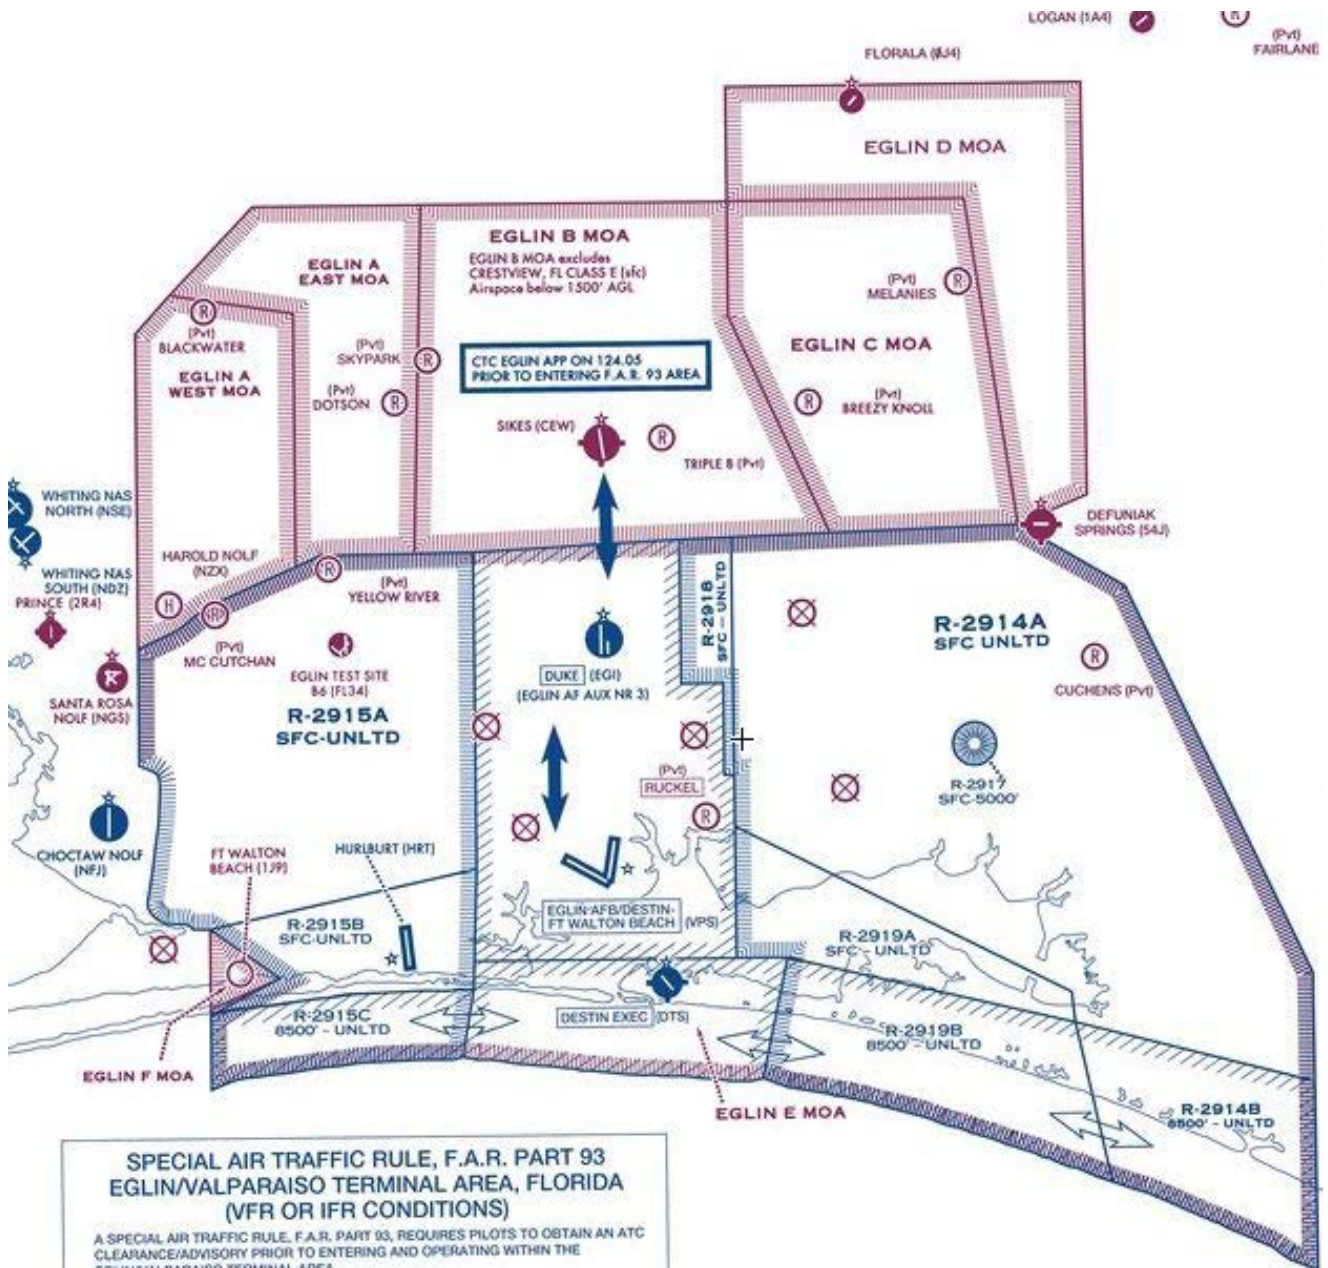 LOGAN (1A4)
R
(Pvt)
FAIRLANE
FLORALA (0J4)
EGLIN D MOA
EGLIN B MOA
EGLIN B MOA excludes
CRESTVIEW, FL CLASS E (sfc)
Airspace below 1500' AGL
EGLIN A
EAST MOA
(Pvt)
MELANIES
R
R
(Pvt)
BLACKWATER
(Pvt)
SKYPARK
R
EGLIN C MOA
CTC EGLIN APP ON 124.05
PRIOR TO ENTERING F.A.R. 93 AREA
EGLIN A
WEST MOA
(Pvt)
DOTSON
R
R
(Pvt)
BREEZY KNOLL
SIKES (CEW)
R
TRIPLE B (Pvt)
WHITING NAS
NORTH (NSE)
DEFUNIAK
SPRINGS (54J)
HAROLD NOLF
(NZX)
WHITING NAS
SOUTH (NDZ)
PRINCE (2R4)
R
(Pvt)
YELLOW RIVER
H
R
(Pvt)
MC CUTCHAN
R-2918
SFC - UNLTD
R-2914A
SFC UNLTD
EGLIN TEST SITE
B6 (FL34)
DUKE (EGI)
(EGLIN AF AUX NR 3)
R
CUCHENS (Pvt)
SANTA ROSA
NOLF (NGS)
R-2915A
SFC-UNLTD
(Pvt)
RUCKEL
R
R-2917
SFC-5000'
CHOCTAW NOLF
(NFJ)
FT WALTON
BEACH (1J9)
HURLBURT (HRT)
R-2915B
SFC-UNLTD
EGLIN AFB/DESTIN-
FT WALTON BEACH (VPS)
R-2919A
SFC - UNLTD
R-2915C
8500' - UNLTD
DESTIN EXEC (DTS)
R-2919B
8500' - UNLTD
EGLIN F MOA
EGLIN E MOA
R-2914B
8500' - UNLTD
SPECIAL AIR TRAFFIC RULE, F.A.R. PART 93
EGLIN/VALPARAISO TERMINAL AREA, FLORIDA
(VFR OR IFR CONDITIONS)
A SPECIAL AIR TRAFFIC RULE, F.A.R. PART 93, REQUIRES PILOTS TO OBTAIN AN ATC
CLEARANCE/ADVISORY PRIOR TO ENTERING AND OPERATING WITHIN THE
EGLIN/VALPARAISO TERMINAL AREA